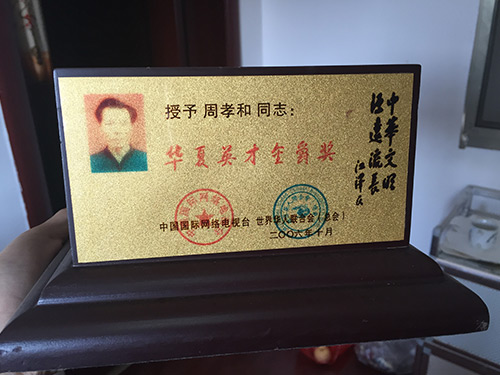 授予 周孝和 同志：
华夏英才金爵奖
中国国际网络电视台 世界华人联合会（总会）
二〇〇六年十月
中华文明
源远流长
江泽民